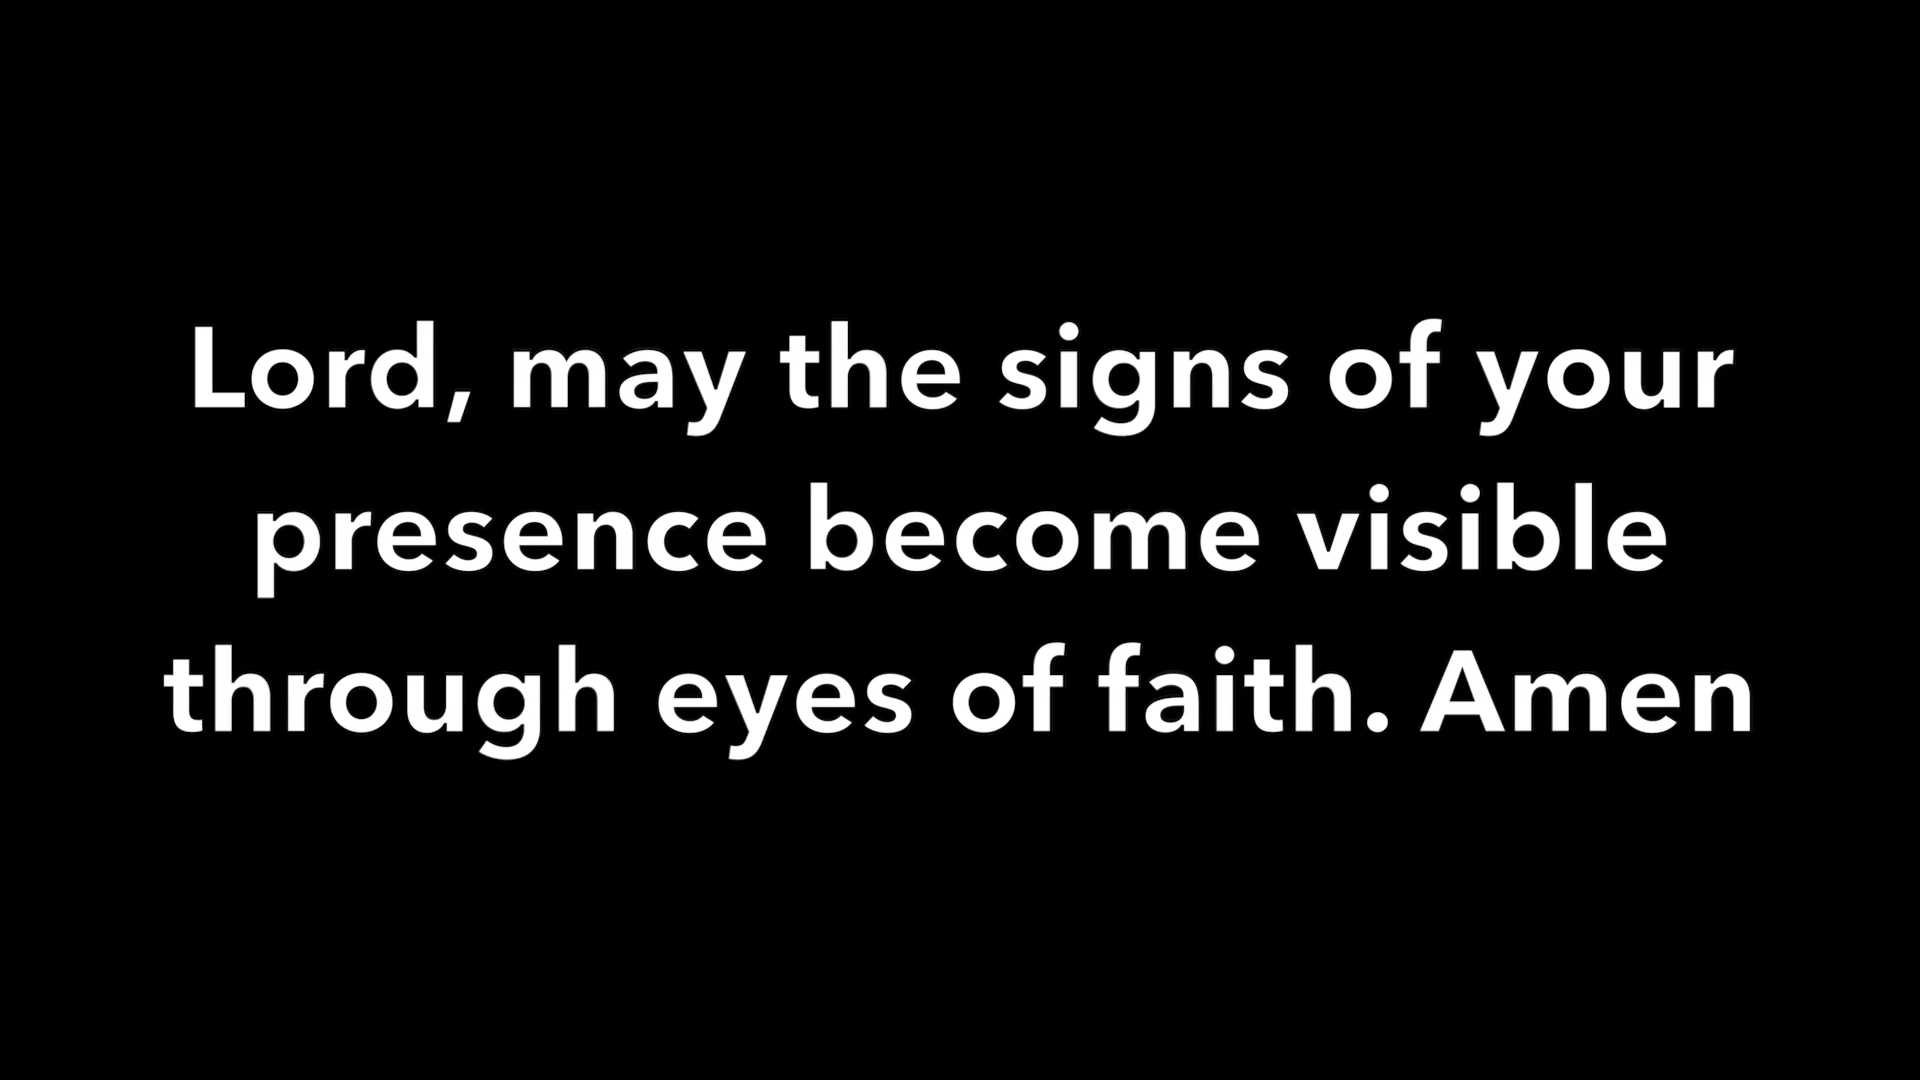 Lord, may the signs of your
presence become visible
through eyes of faith. Amen